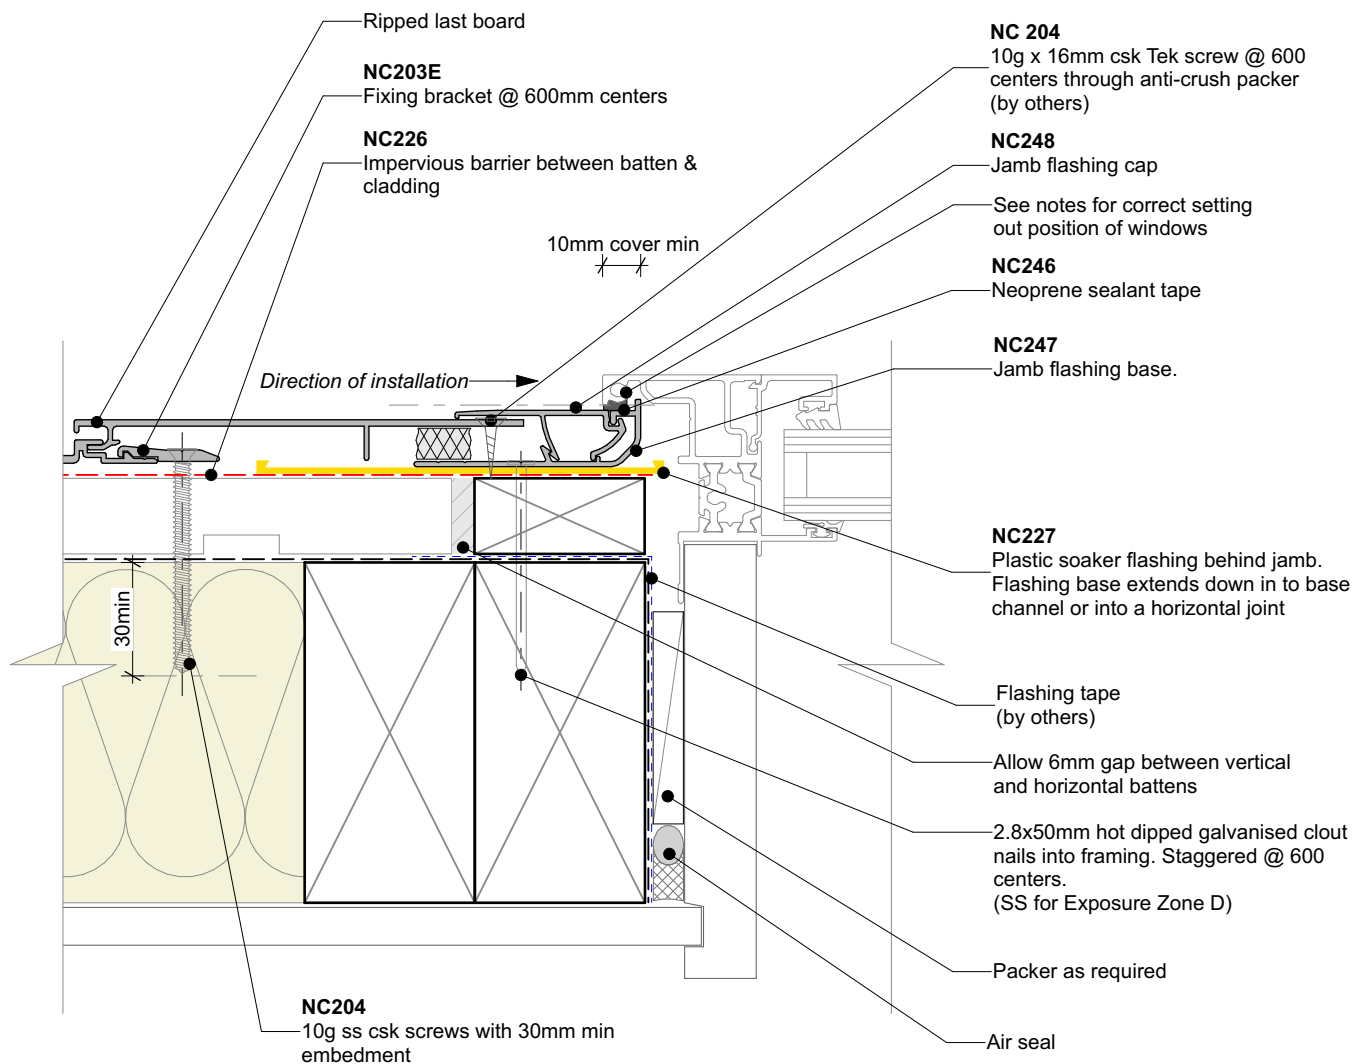 Ripped last board
NC203E
Fixing bracket @ 600mm centers
NC226
Impervious barrier between batten &
cladding
10mm cover min
Direction of installation
30min
NC204
10g ss csk screws with 30mm min
embedment
NC 204
10g x 16mm csk Tek screw @ 600
centers through anti-crush packer
(by others)
NC248
Jamb flashing cap
See notes for correct setting
out position of windows
NC246
Neoprene sealant tape
NC247
Jamb flashing base.
NC227
Plastic soaker flashing behind jamb.
Flashing base extends down in to base
channel or into a horizontal joint
Flashing tape
(by others)
Allow 6mm gap between vertical
and horizontal battens
2.8x50mm hot dipped galvanised clout
nails into framing. Staggered @ 600
centers.
(SS for Exposure Zone D)
Packer as required
Air seal